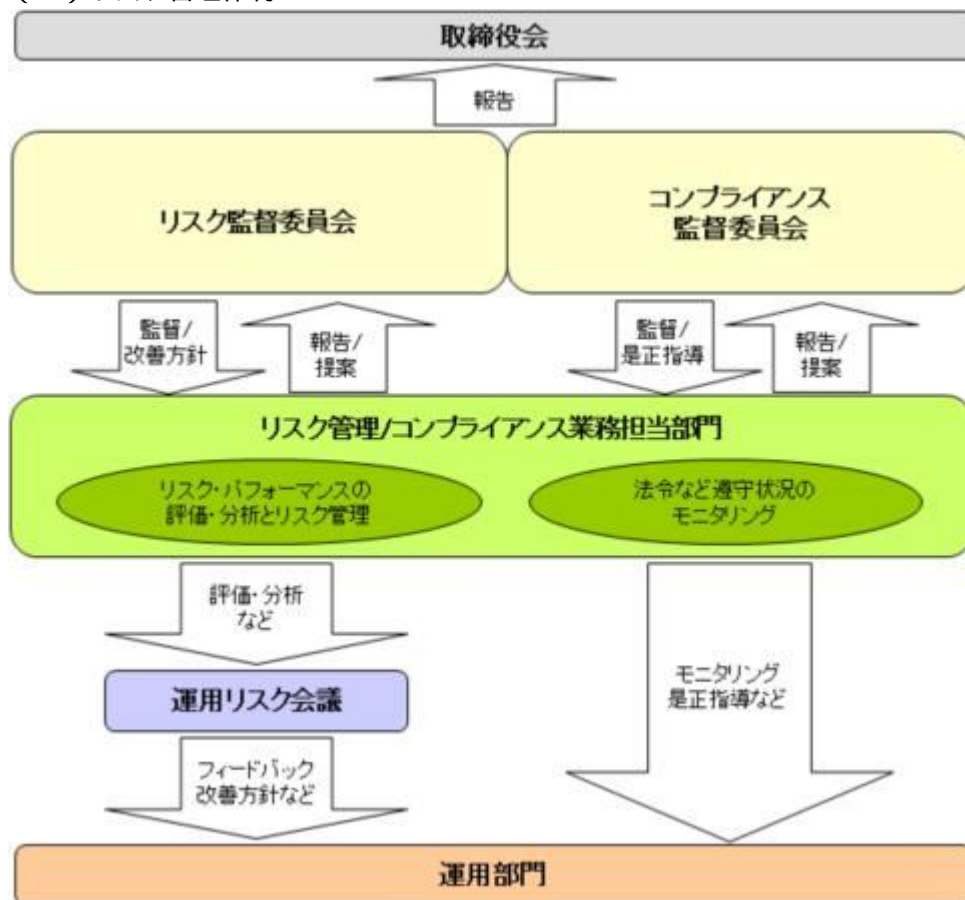 取締役会
報告
リスク監督委員会
コンプライアンス
監督委員会
監督/
改善方針
報告/
提案
監督/
是正指導
報告/
提案
リスク管理/コンプライアンス業務担当部門
リスク・パフォーマンスの
評価・分析とリスク管理
法令など遵守状況の
モニタリング
評価・分析
など
運用リスク会議
モニタリング
是正指導など
フィードバック
改善方針など
運用部門